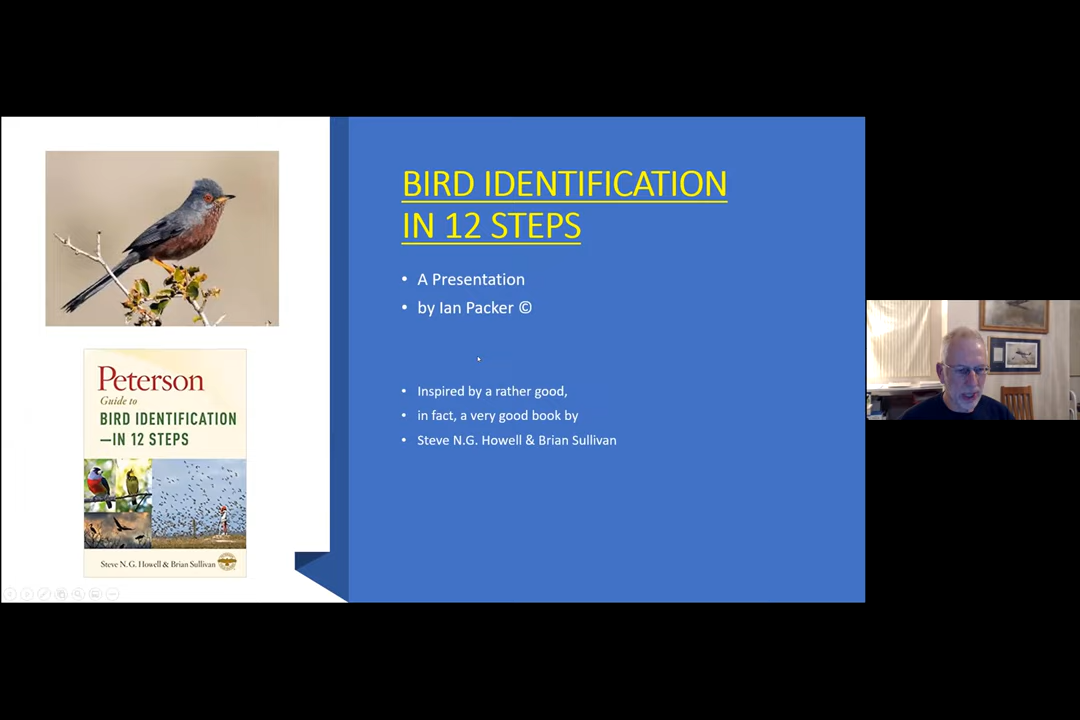 Peterson
Guide to
BIRD IDENTIFICATION
—IN 12 STEPS
Steve N.G. Howell & Brian Sullivan
BIRD IDENTIFICATION
IN 12 STEPS
• A Presentation
• by Ian Packer ©
• Inspired by a rather good,
• in fact, a very good book by
• Steve N.G. Howell & Brian Sullivan